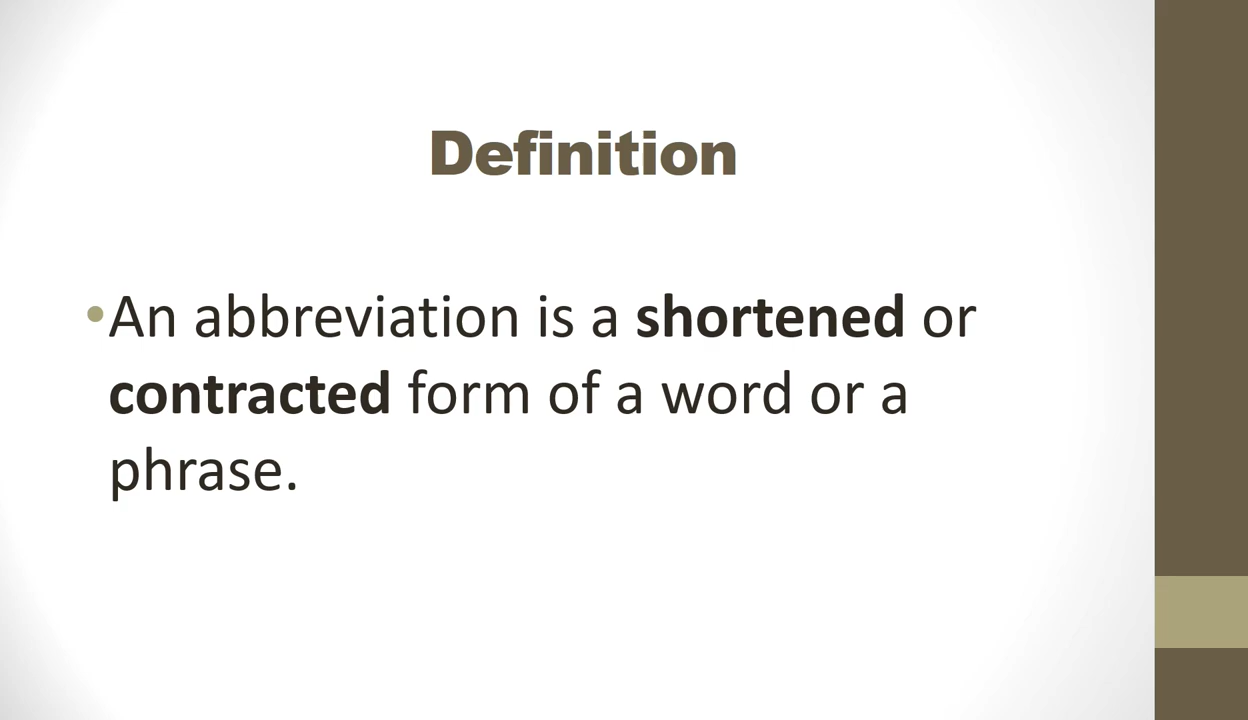 Definition
•An abbreviation is a shortened or
contracted form of a word or a
phrase.